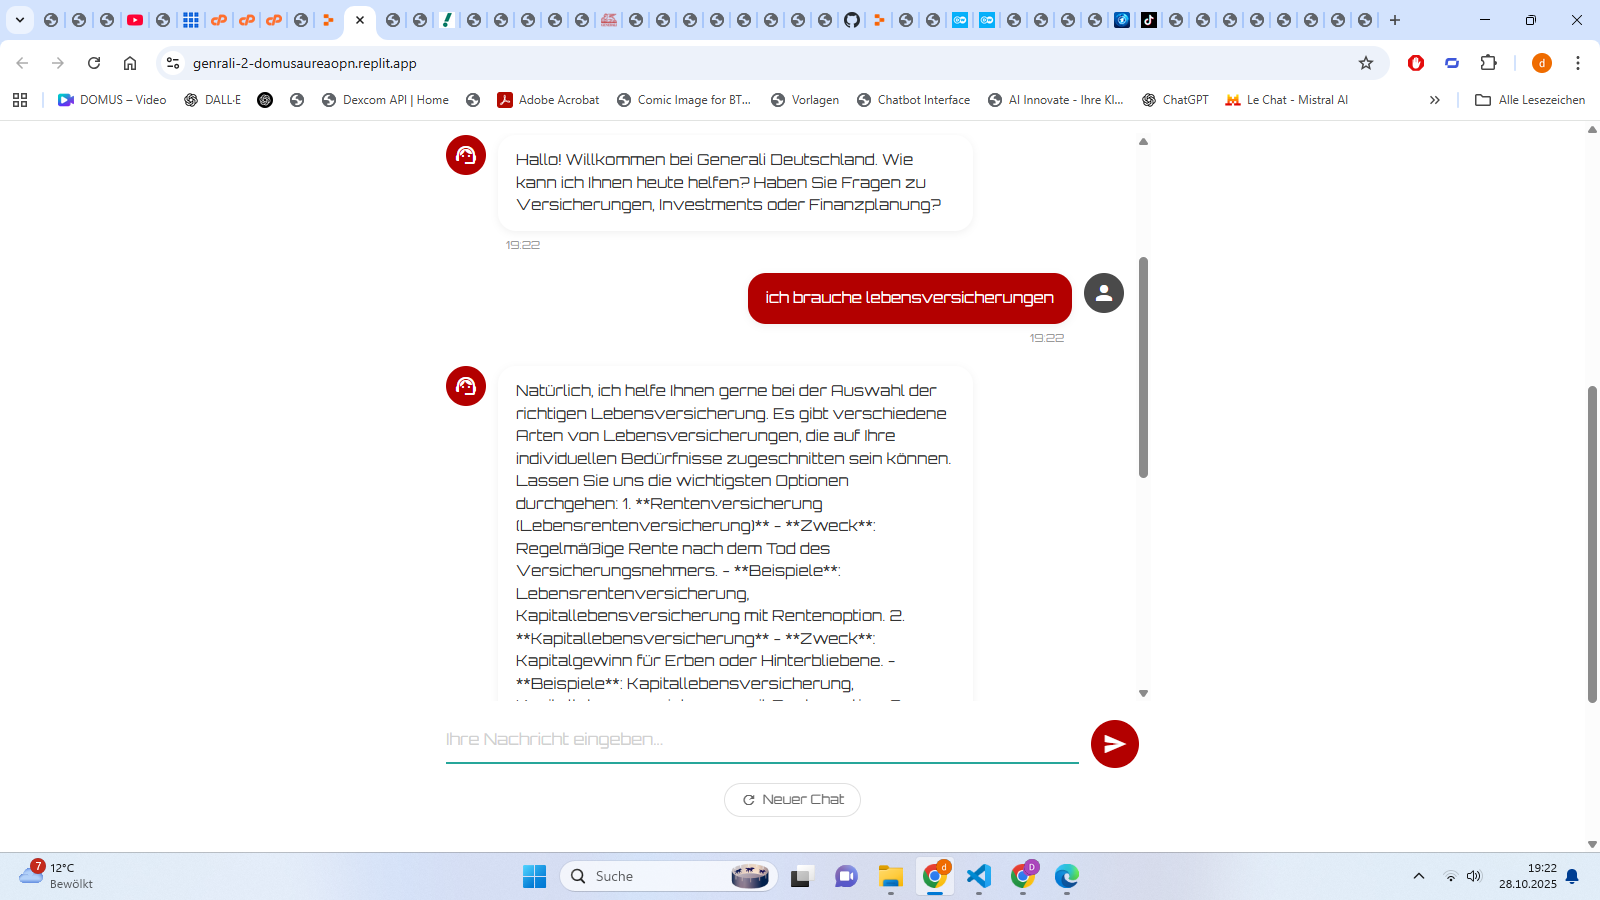 genrali-2-domusaureaopn.replit.app
d
DOMUS – Video
DALL·E
Dexcom API | Home
Adobe Acrobat
Comic Image for BT...
Vorlagen
Chatbot Interface
AI Innovate - Ihre KI...
ChatGPT
Le Chat - Mistral AI
Alle Lesezeichen
Hallo! Willkommen bei Generali Deutschland. Wie
kann ich Ihnen heute helfen? Haben Sie Fragen zu
Versicherungen, Investments oder Finanzplanung?
19:22
ich brauche lebensversicherungen
19:22
Natürlich, ich helfe Ihnen gerne bei der Auswahl der
richtigen Lebensversicherung. Es gibt verschiedene
Arten von Lebensversicherungen, die auf Ihre
individuellen Bedürfnisse zugeschnitten sein können.
Lassen Sie uns die wichtigsten Optionen
durchgehen: 1. **Rentenversicherung
(Lebensrentenversicherung)** - **Zweck**:
Regelmäßige Rente nach dem Tod des
Versicherungsnehmers. - **Beispiele**:
Lebensrentenversicherung,
Kapitallebensversicherung mit Rentenoption. 2.
**Kapitallebensversicherung** - **Zweck**:
Kapitalgewinn für Erben oder Hinterbliebene. -
**Beispiele**: Kapitallebensversicherung,
Ihre Nachricht eingeben...
Neuer Chat
7
12°C
Bewölkt
Suche
d
D
19:22
28.10.2025